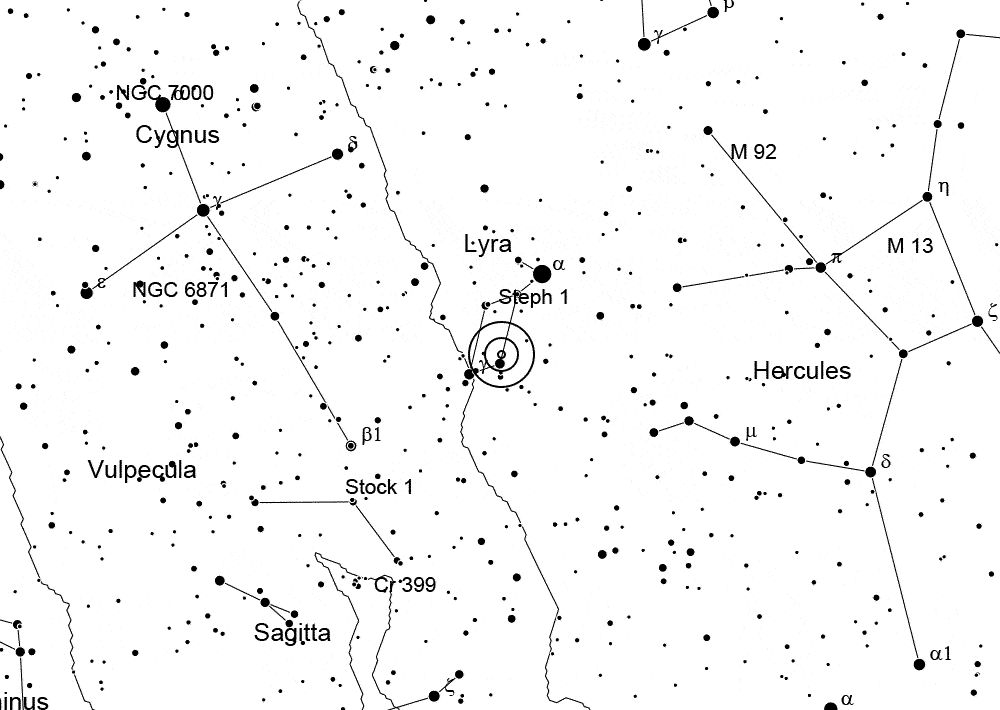 β
γ
NGC 7000
α
Cygnus
δ
M 92
η
γ
Lyra
M 13
α
π
ε
NGC 6871
Steph 1
ζ
γ
Hercules
β1
μ
δ
Vulpecula
Stock 1
Cr 399
Sagitta
α1
ζ
inus
α